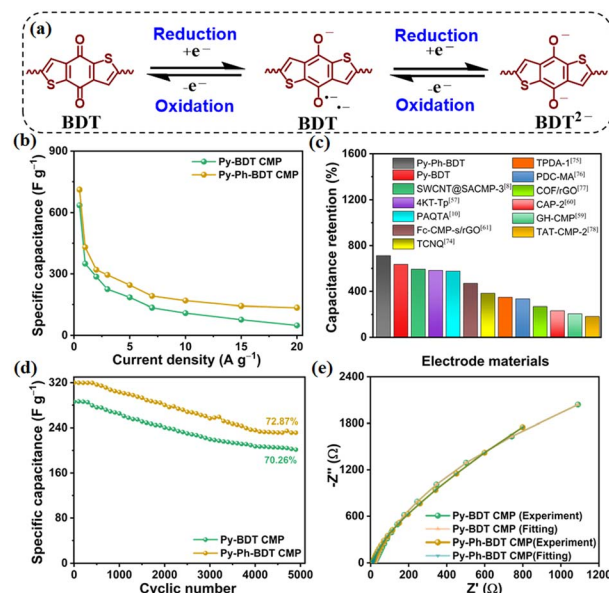 (a)
Reduction
+e⁻
-e⁻
Oxidation
Reduction
+e⁻
-e⁻
Oxidation
O
S
S
O
O⁻
S
S
O
•⁻
•⁻
O⁻
S
S
O⁻
BDT
BDT
BDT²⁻
(b)
Py-BDT CMP
Py-Ph-BDT CMP
Specific capacitance (F g⁻¹)
900
600
300
0
0 5 10 15 20
Current density (A g⁻¹)
(c)
Py-Ph-BDT
Py-BDT
SWCNT@SACMP-3[8]
4KT-Tp[57]
PAQTA[10]
Fc-CMP-s/rGO[61]
TCNQ[74]
TPDA-1[75]
PDC-MA[76]
COF/rGO[77]
CAP-2[60]
GH-CMP[59]
TAT-CMP-2[78]
Capacitance retention (%)
1600
1200
800
400
0
Electrode materials
(d)
Specific capacitance (F g⁻¹)
320
240
160
80
0
72.87%
70.26%
Py-BDT CMP
Py-Ph-BDT CMP
0 1000 2000 3000 4000 5000
Cyclic number
(e)
-Z'' (Ω)
2400
1800
1200
600
0
Py-BDT CMP (Experiment)
Py-BDT CMP (Fitting)
Py-Ph-BDT CMP(Experiment)
Py-Ph-BDT CMP(Fitting)
0 200 400 600 800 1000 1200
Z' (Ω)